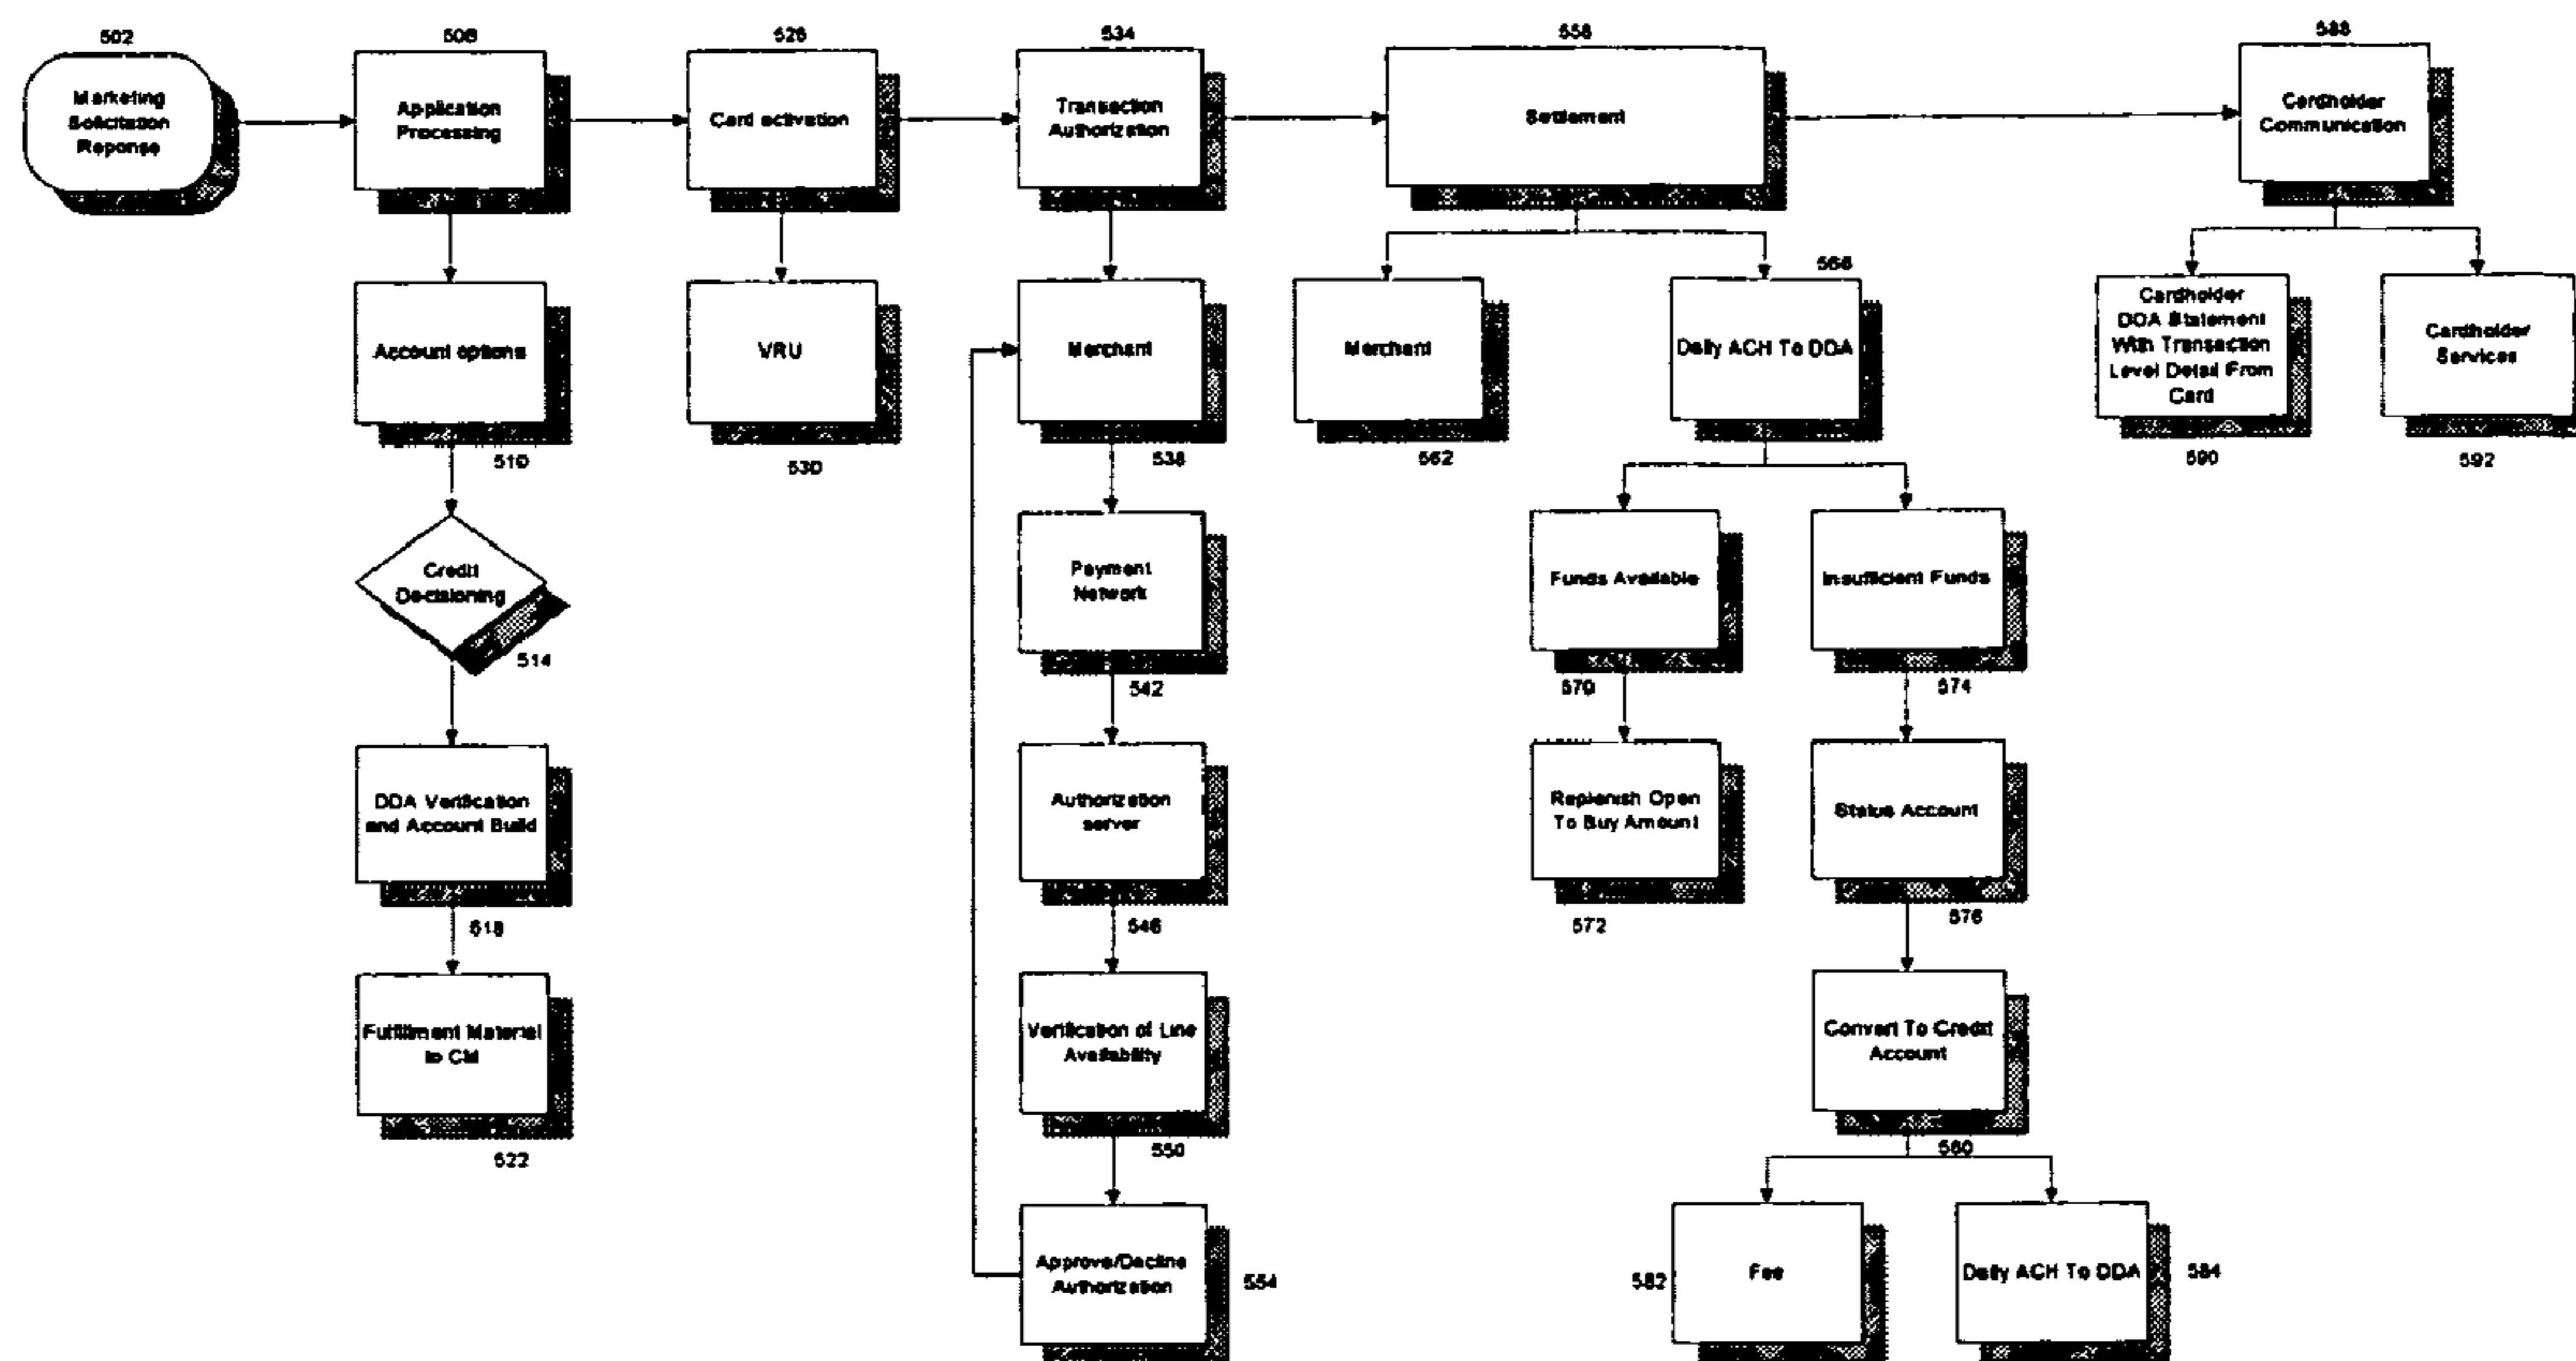 502
Marketing
Solicitation
Reponse
506
Application
Processing
526
Card activation
534
Transaction
Authorization
558
Settlement
588
Cardholder
Communication
Account options
510
VRU
530
Merchant
538
Merchant
562
566
Daily ACH To DDA
Cardholder
DDA Statement
With Transaction
Level Detail From
Card
590
Cardholder
Services
592
Credit
Decisioning
514
Payment
Network
542
Funds Available
570
Insufficient Funds
574
DDA Verification
and Account Build
518
Authorization
server
546
Replenish Open
To Buy Amount
572
Status Account
576
Fulfillment Material
to CM
522
Verification of Line
Availability
550
Convert To Credit
Account
580
Approve/Decline
Authorization
554
582
Fee
Daily ACH To DDA
584